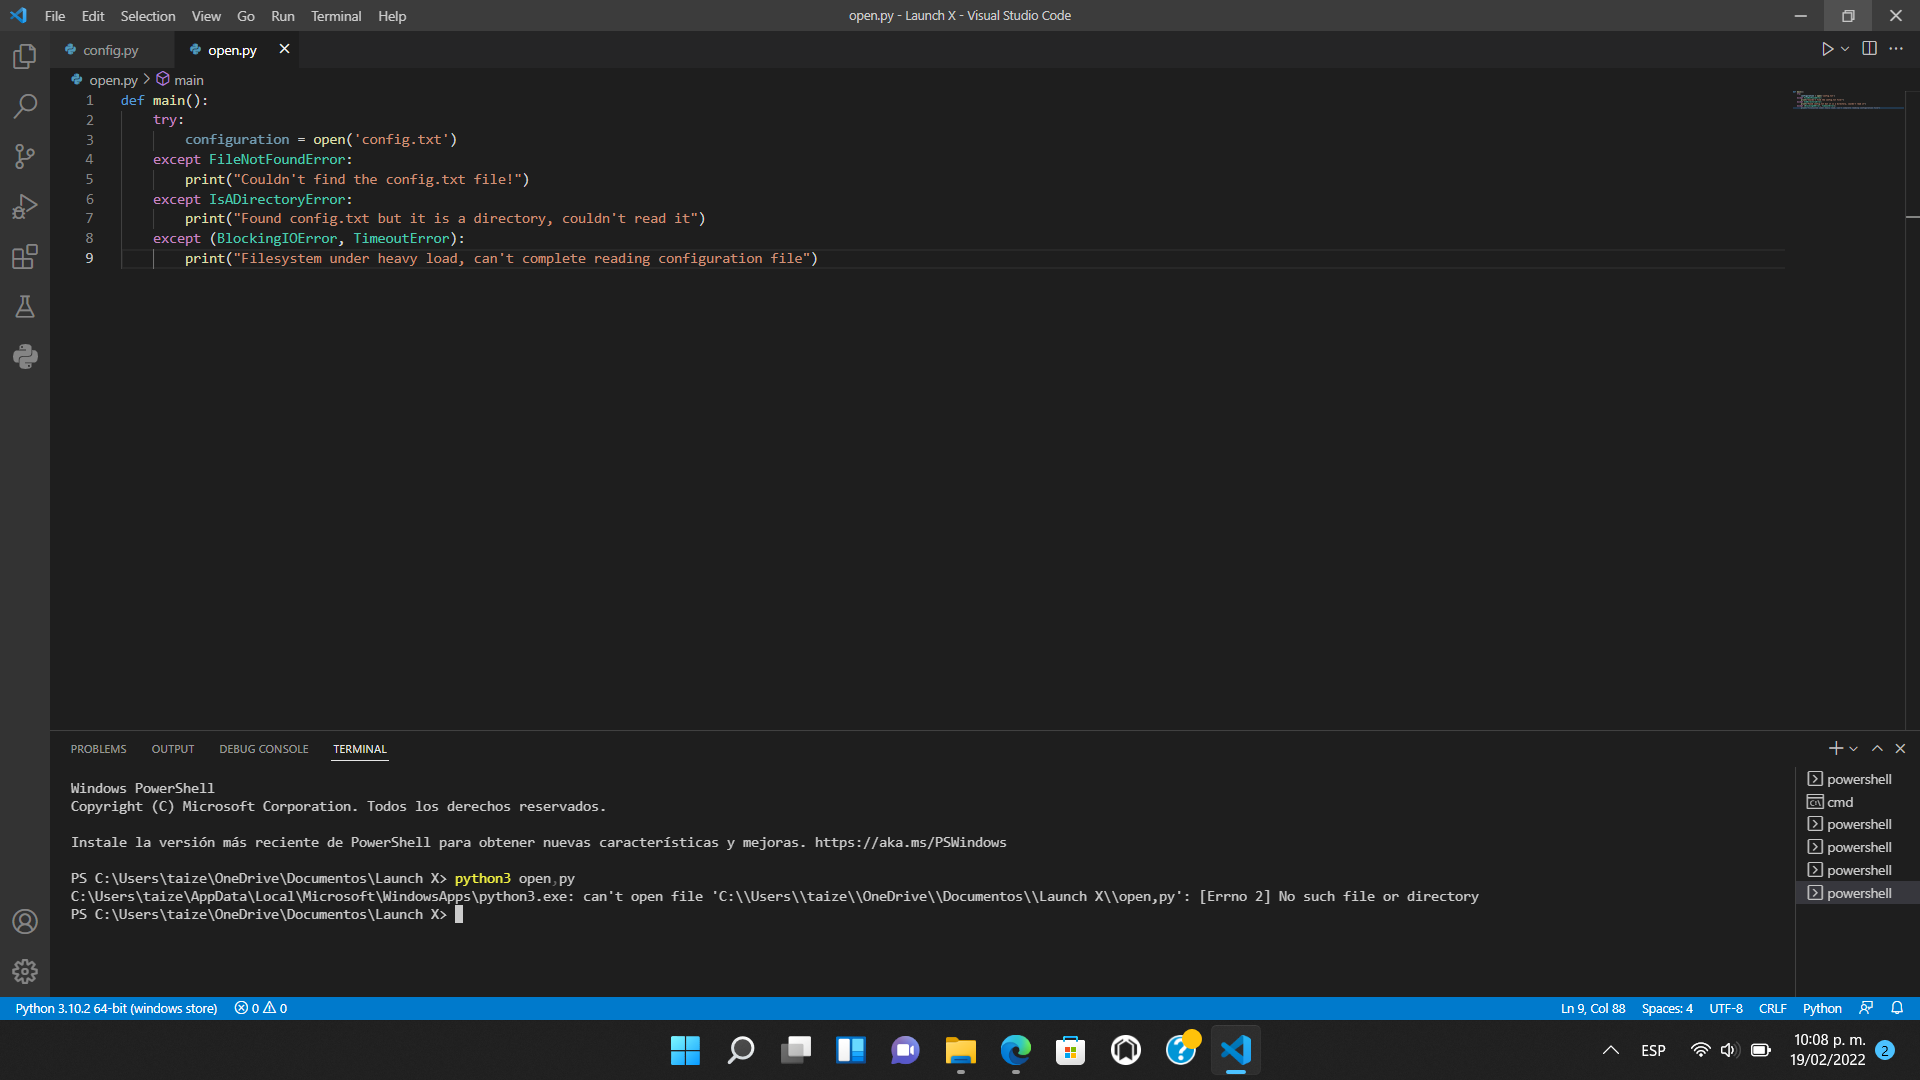 File Edit Selection View Go Run Terminal Help
open.py - Launch X - Visual Studio Code
config.py
open.py
open.py > main
1 def main():
2     try:
3         configuration = open('config.txt')
4     except FileNotFoundError:
5         print("Couldn't find the config.txt file!")
6     except IsADirectoryError:
7         print("Found config.txt but it is a directory, couldn't read it")
8     except (BlockingIOError, TimeoutError):
9         print("Filesystem under heavy load, can't complete reading configuration file")
PROBLEMS OUTPUT DEBUG CONSOLE TERMINAL
Windows PowerShell
Copyright (C) Microsoft Corporation. Todos los derechos reservados.
Instale la versión más reciente de PowerShell para obtener nuevas características y mejoras. https://aka.ms/PSWindows
PS C:\Users\taize\OneDrive\Documentos\Launch X> python3 open,py
C:\Users\taize\AppData\Local\Microsoft\WindowsApps\python3.exe: can't open file 'C:\\Users\\taize\\OneDrive\\Documentos\\Launch X\\open,py': [Errno 2] No such file or directory
PS C:\Users\taize\OneDrive\Documentos\Launch X>
powershell
cmd
powershell
powershell
powershell
powershell
Python 3.10.2 64-bit (windows store) 0 0
Ln 9, Col 88 Spaces: 4 UTF-8 CRLF Python
ESP
10:08 p. m.
19/02/2022
2